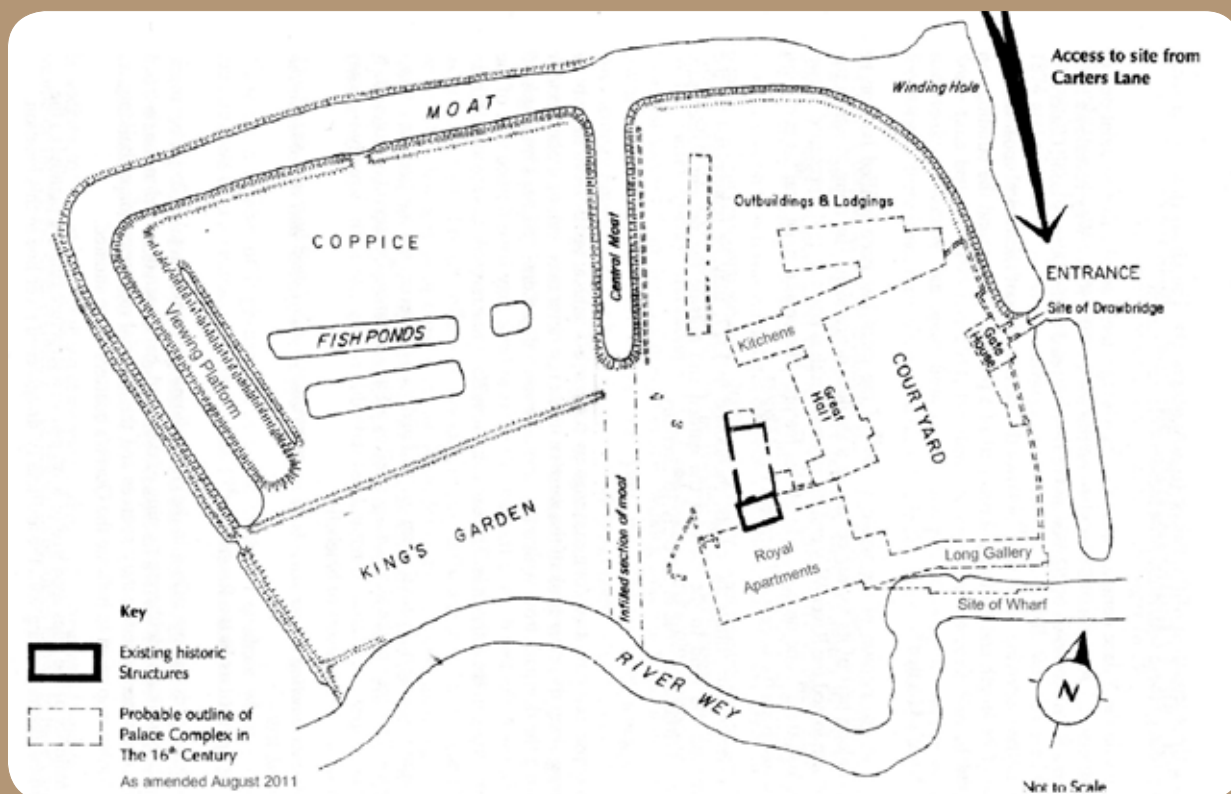 Access to site from
Carters Lane
Winding Hole
MOAT
Outbuildings & Lodgings
COPPICE
Central Moat
ENTRANCE
Site of Drawbridge
Viewing Platform
FISH PONDS
Kitchens
Gate
House
Great
Hall
COURTYARD
KING'S GARDEN
Infilled section of moat
Royal
Apartments
Long Gallery
Site of Wharf
RIVER WEY
Key
Existing historic
Structures
Probable outline of
Palace Complex in
The 16th Century
As amended August 2011
N
Not to Scale